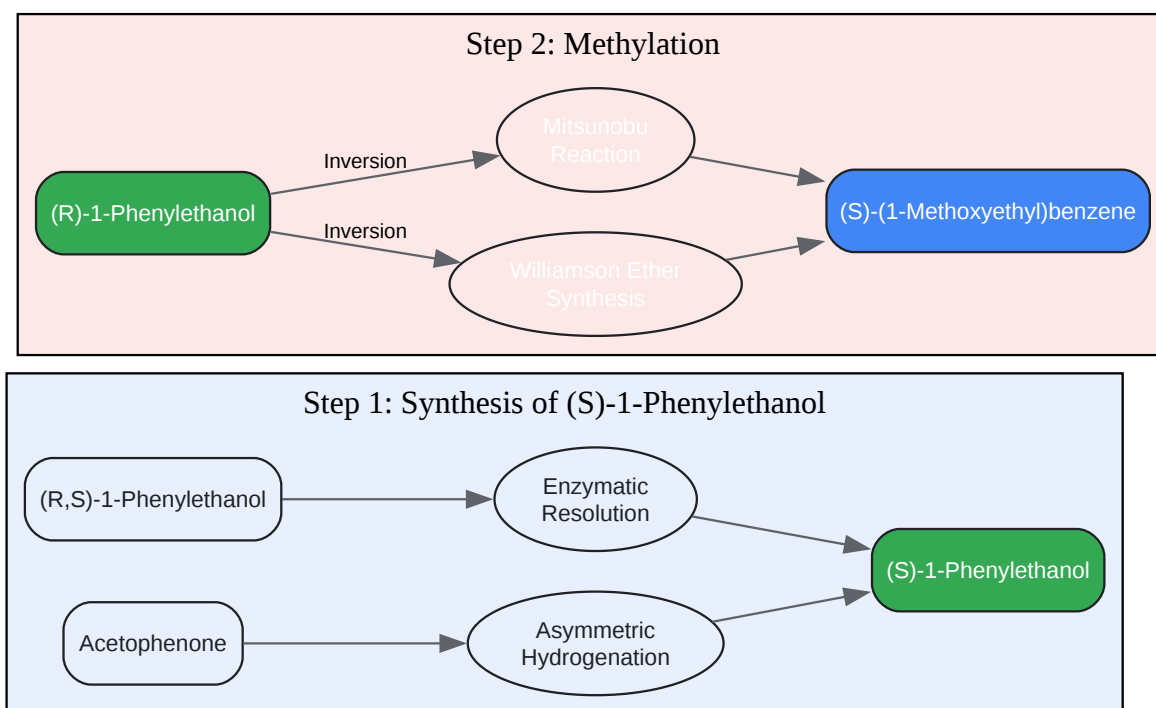 Step 2: Methylation
Mitsunobu
Reaction
Inversion
(R)-1-Phenylethanol
(S)-(1-Methoxyethyl)benzene
Inversion
Williamson Ether
Synthesis
Step 1: Synthesis of (S)-1-Phenylethanol
(R,S)-1-Phenylethanol
Enzymatic
Resolution
(S)-1-Phenylethanol
Acetophenone
Asymmetric
Hydrogenation